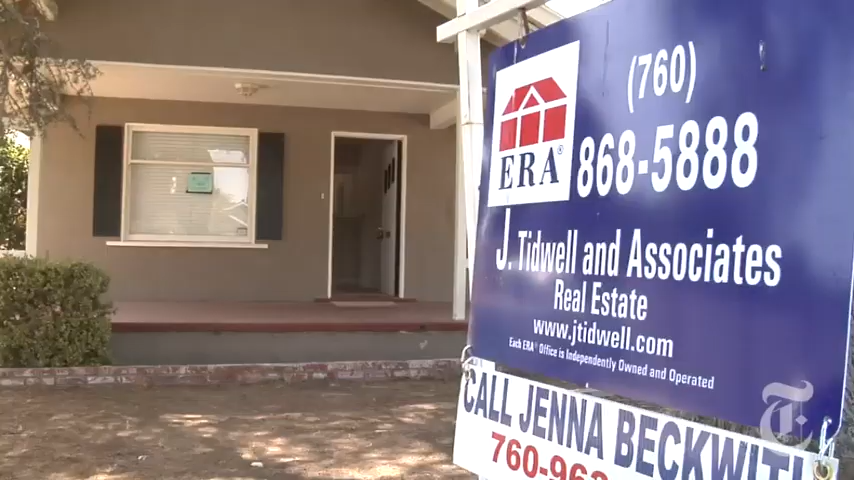 (760)
ERA®
868-5888
J. Tidwell and Associates
Real Estate
www.jtidwell.com
Each ERA® Office is Independently Owned and Operated
CALL JENNA
760-96
T